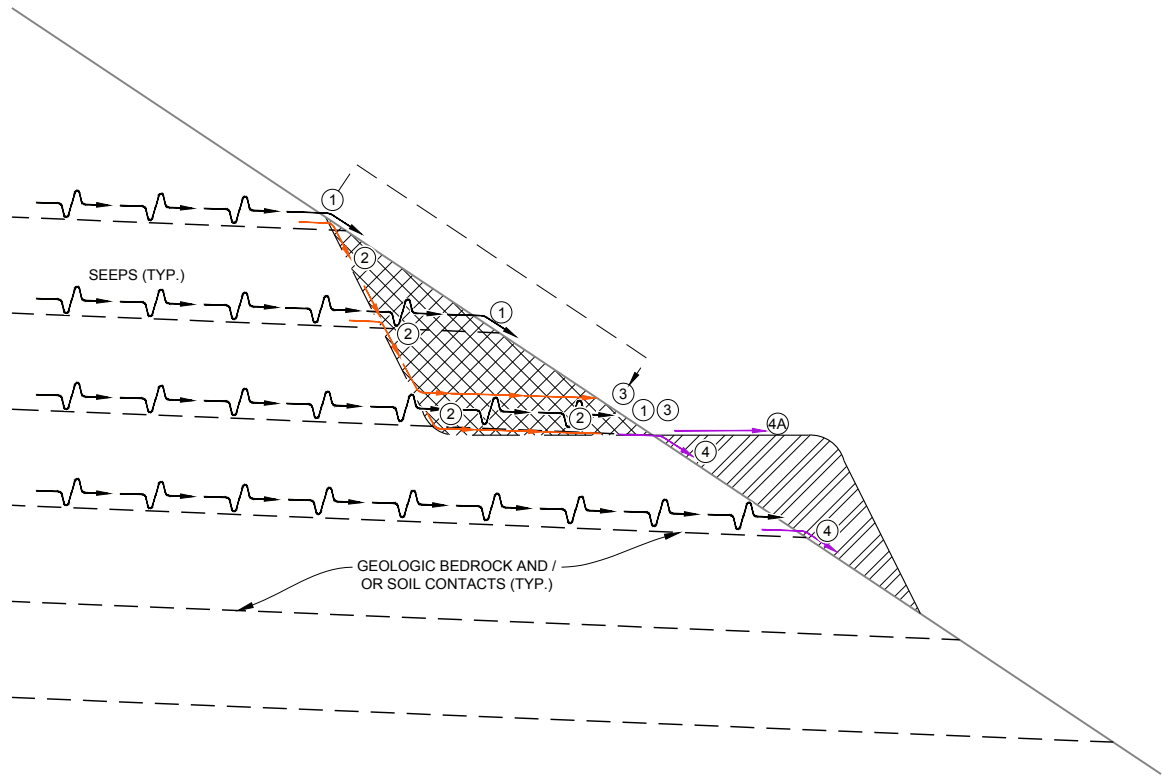 1
2
SEEPS (TYP.)
1
2
3
1
3
2
2
4A
4
4
GEOLOGIC BEDROCK AND /
OR SOIL CONTACTS (TYP.)